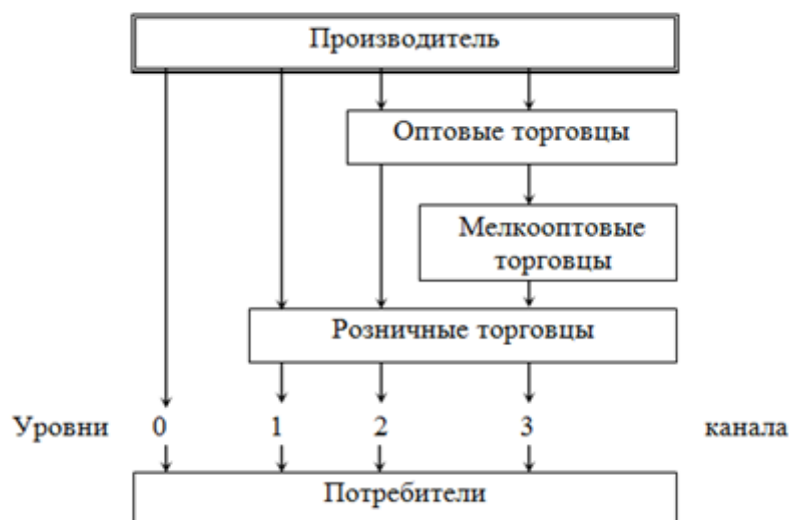 Производитель
Оптовые торговцы
Мелкооптовые
торговцы
Розничные торговцы
Уровни 0 1 2 3 канала
Потребители